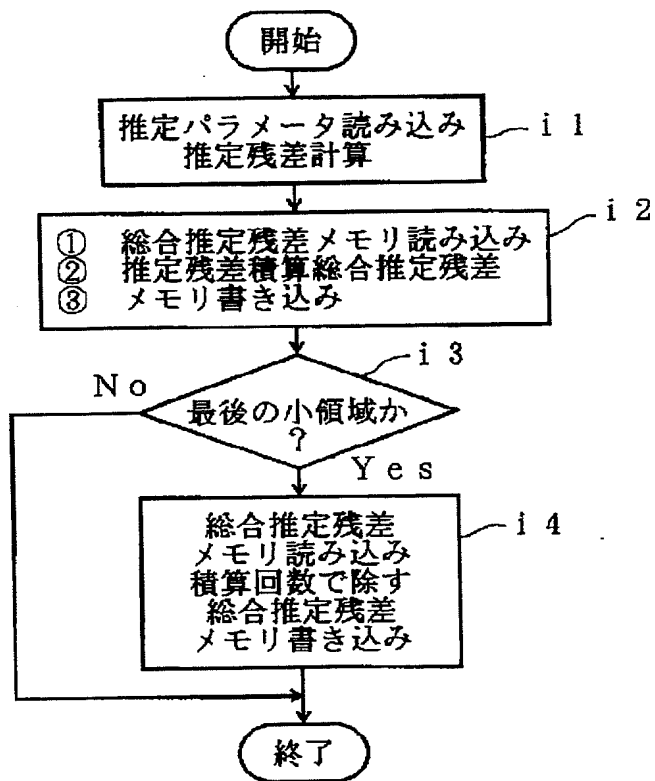 開始
推定パラメータ読み込み
推定残差計算
i 1
i 2
① 総合推定残差メモリ読み込み
② 推定残差積算総合推定残差
③ メモリ書き込み
i 3
No
最後の小領域か
?
Yes
i 4
総合推定残差
メモリ読み込み
積算回数で除す
総合推定残差
メモリ書き込み
終了